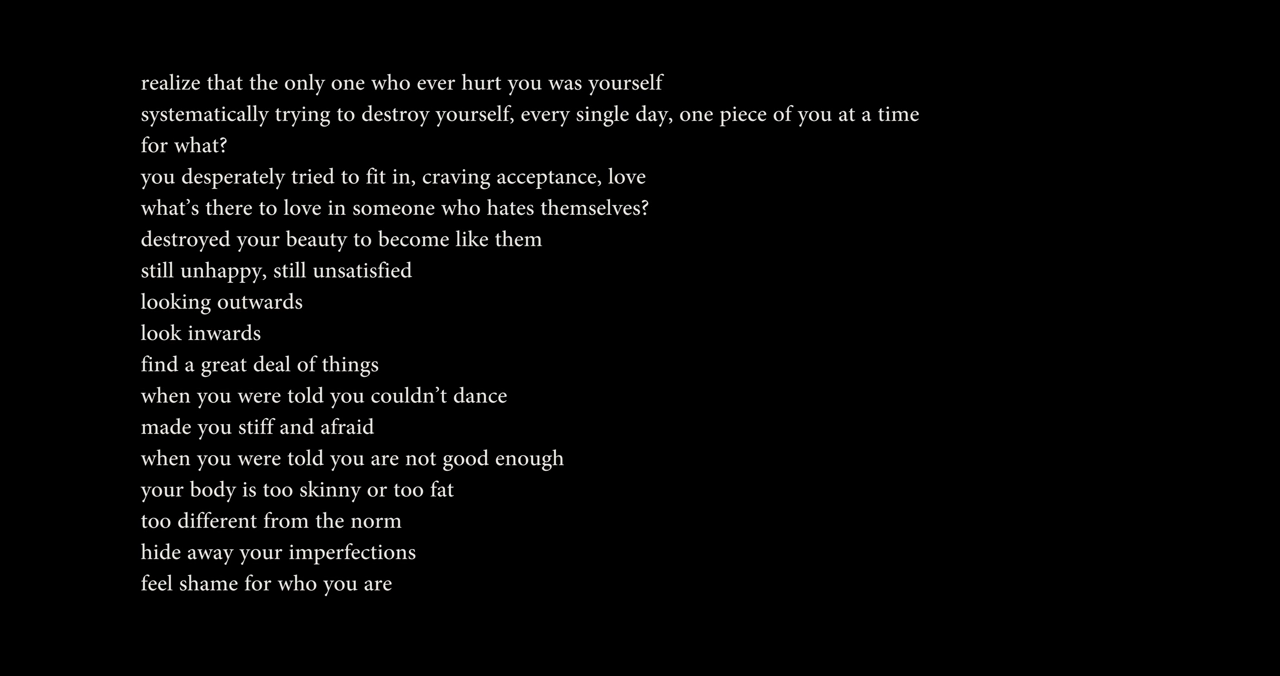 realize that the only one who ever hurt you was yourself
systematically trying to destroy yourself, every single day, one piece of you at a time
for what?
you desperately tried to fit in, craving acceptance, love
what’s there to love in someone who hates themselves?
destroyed your beauty to become like them
still unhappy, still unsatisfied
looking outwards
look inwards
find a great deal of things
when you were told you couldn’t dance
made you stiff and afraid
when you were told you are not good enough
your body is too skinny or too fat
too different from the norm
hide away your imperfections
feel shame for who you are